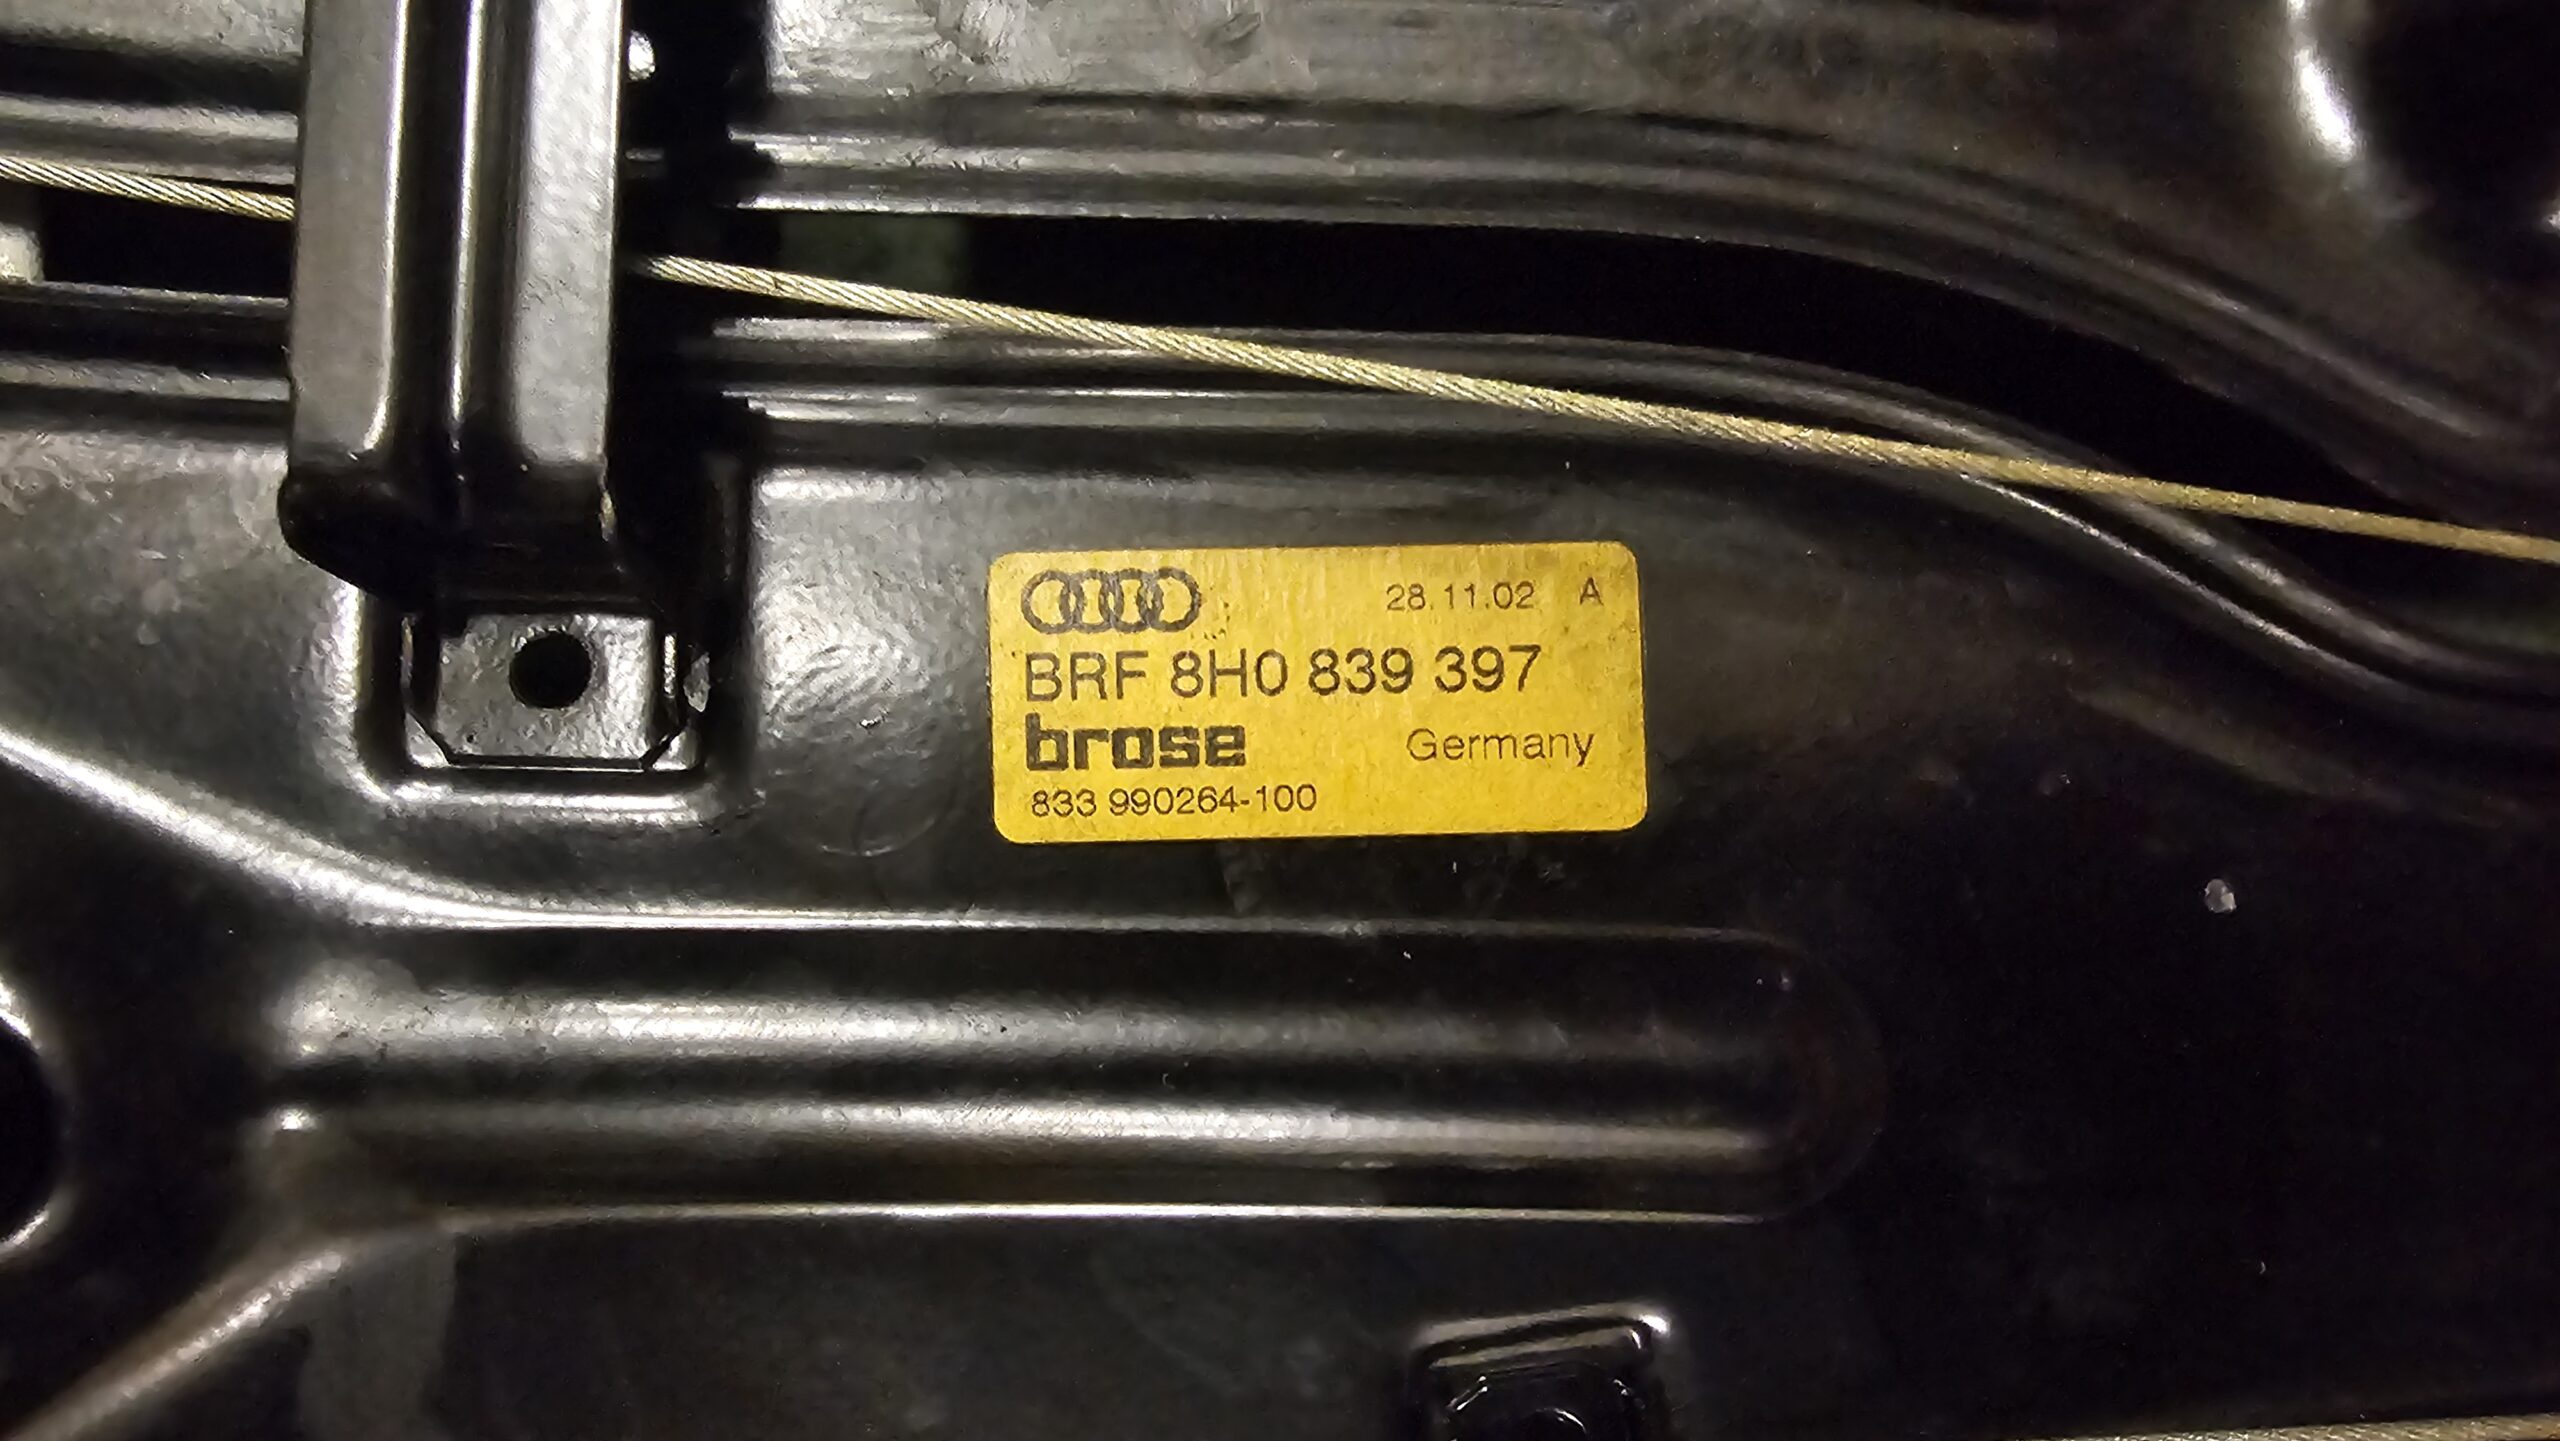 28.11.02 A
BRF 8H0 839 397
brose Germany
833 990264-100